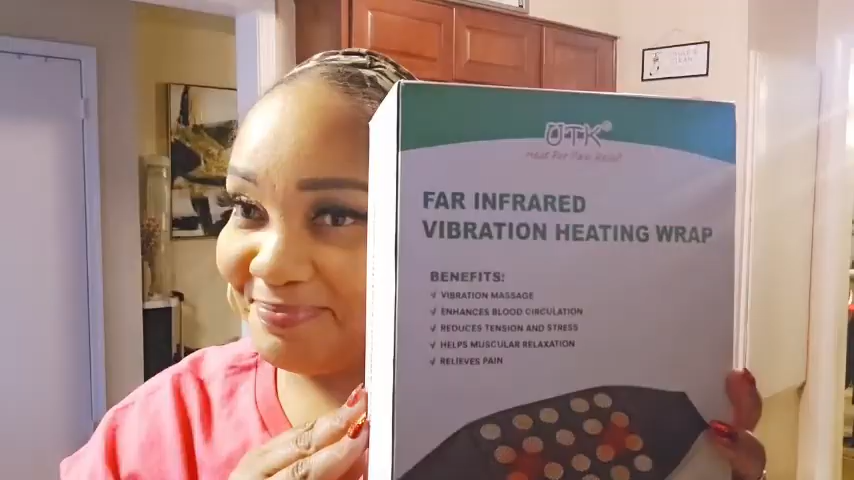 UTK
Heat For Pain Relief
FAR INFRARED
VIBRATION HEATING WRAP
BENEFITS:
√ VIBRATION MASSAGE
√ ENHANCES BLOOD CIRCULATION
√ REDUCES TENSION AND STRESS
√ HELPS MUSCULAR RELAXATION
√ RELIEVES PAIN